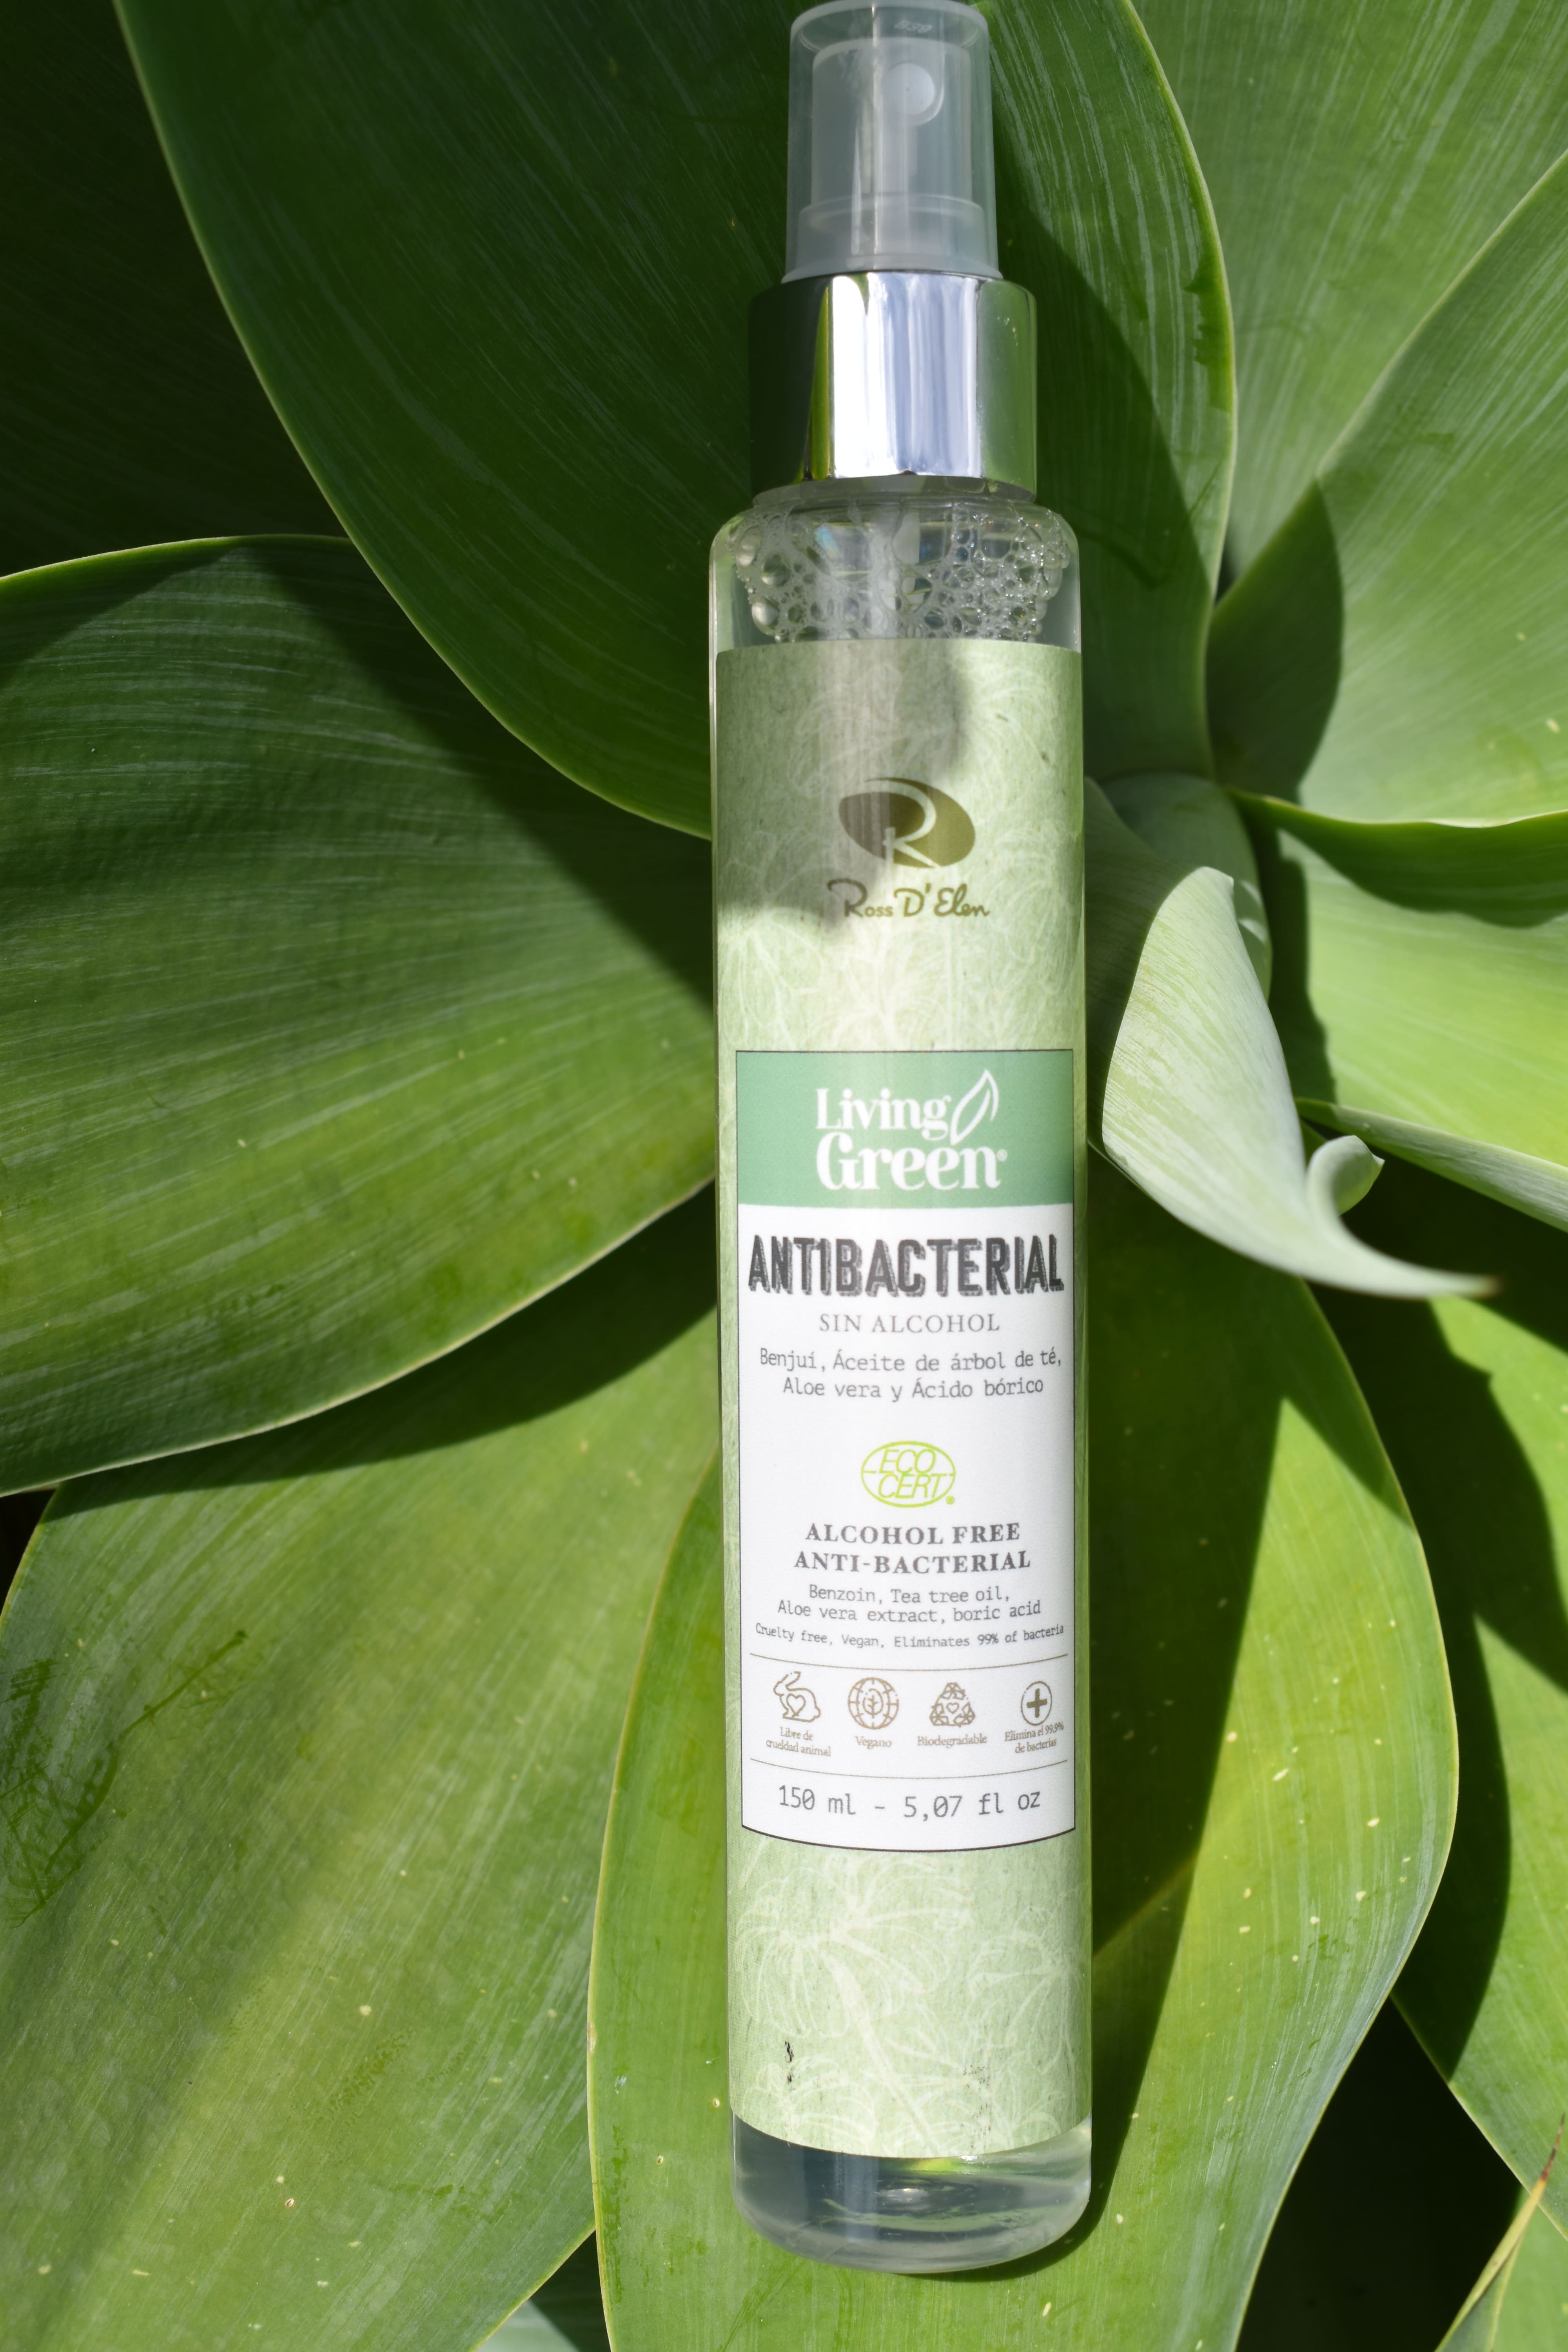 R
Ross D' Elen
Living
Green®
ANTIBACTERIAL
SIN ALCOHOL
Benjuí, Áceite de árbol de té,
Aloe vera y Ácido bórico
ECO
CERT®
ALCOHOL FREE
ANTI-BACTERIAL
Benzoin, Tea tree oil,
Aloe vera extract, boric acid
Cruelty free, Vegan, Eliminates 99% of bacteria
Libre de
crueldad animal
Vegano
Biodegradable
Elimina el 99.9%
de bacterias
150 ml - 5,07 fl oz